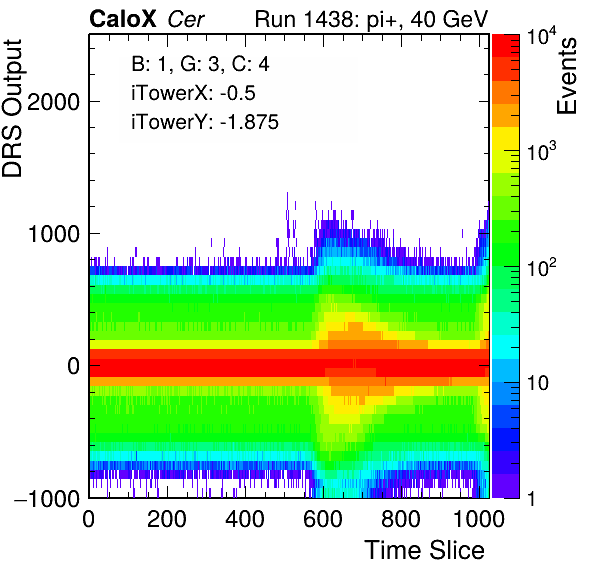 CaloX Cer Run 1438: pi+, 40 GeV
B: 1, G: 3, C: 4
iTowerX: -0.5
iTowerY: -1.875
DRS Output
2000
1000
0
−1000
0 200 400 600 800 1000
Time Slice
Events
10^4
10^3
10^2
10
1